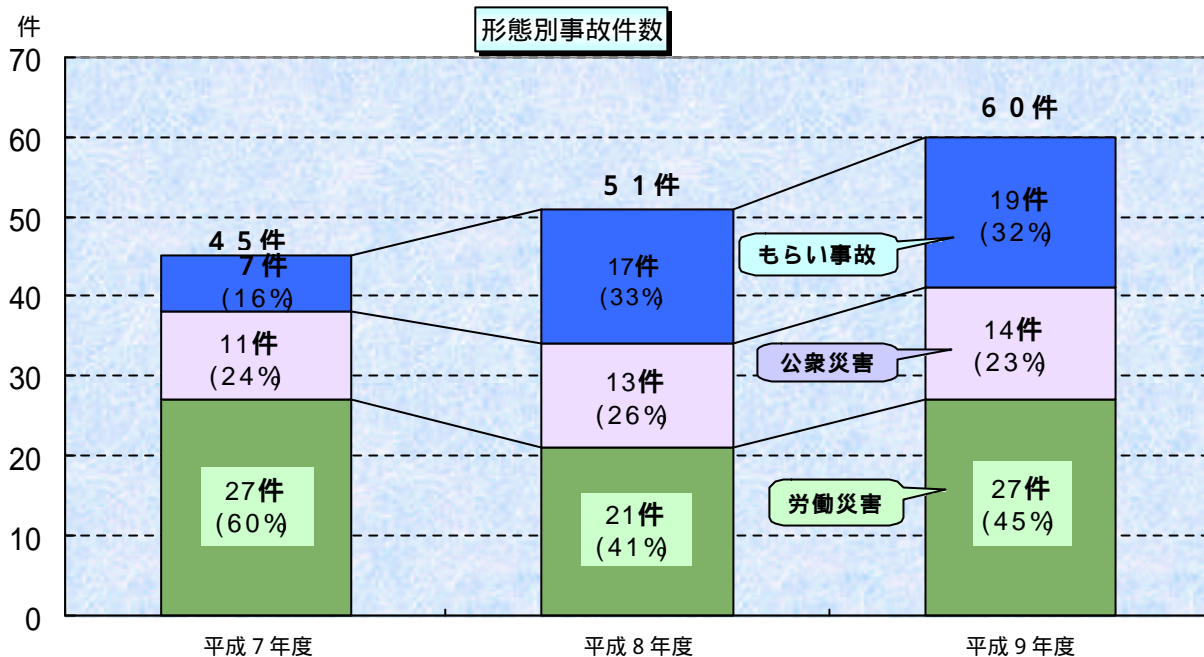 件
形態別事故件数
70
60
50
40
30
20
10
0
45件
7件
(16%)
11件
(24%)
27件
(60%)
51件
17件
(33%)
13件
(26%)
21件
(41%)
60件
19件
(32%)
14件
(23%)
27件
(45%)
もらい事故
公衆災害
労働災害
平成7年度
平成8年度
平成9年度